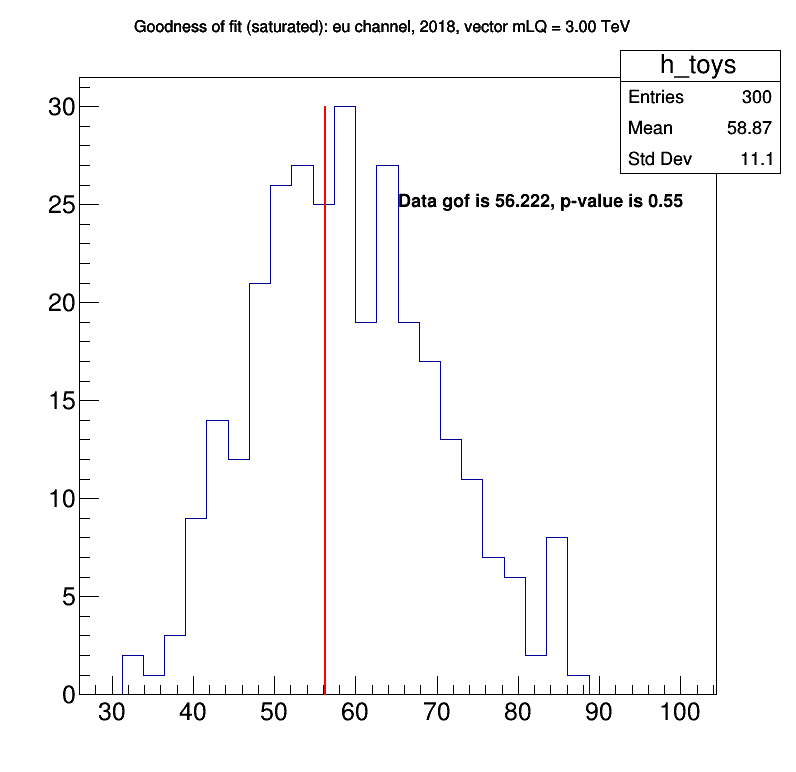 Goodness of fit (saturated): eu channel, 2018, vector mLQ = 3.00 TeV
h_toys
Entries 300
Mean 58.87
Std Dev 11.1
30
Data gof is 56.222, p-value is 0.55
25
20
15
10
5
0
30 40 50 60 70 80 90 100